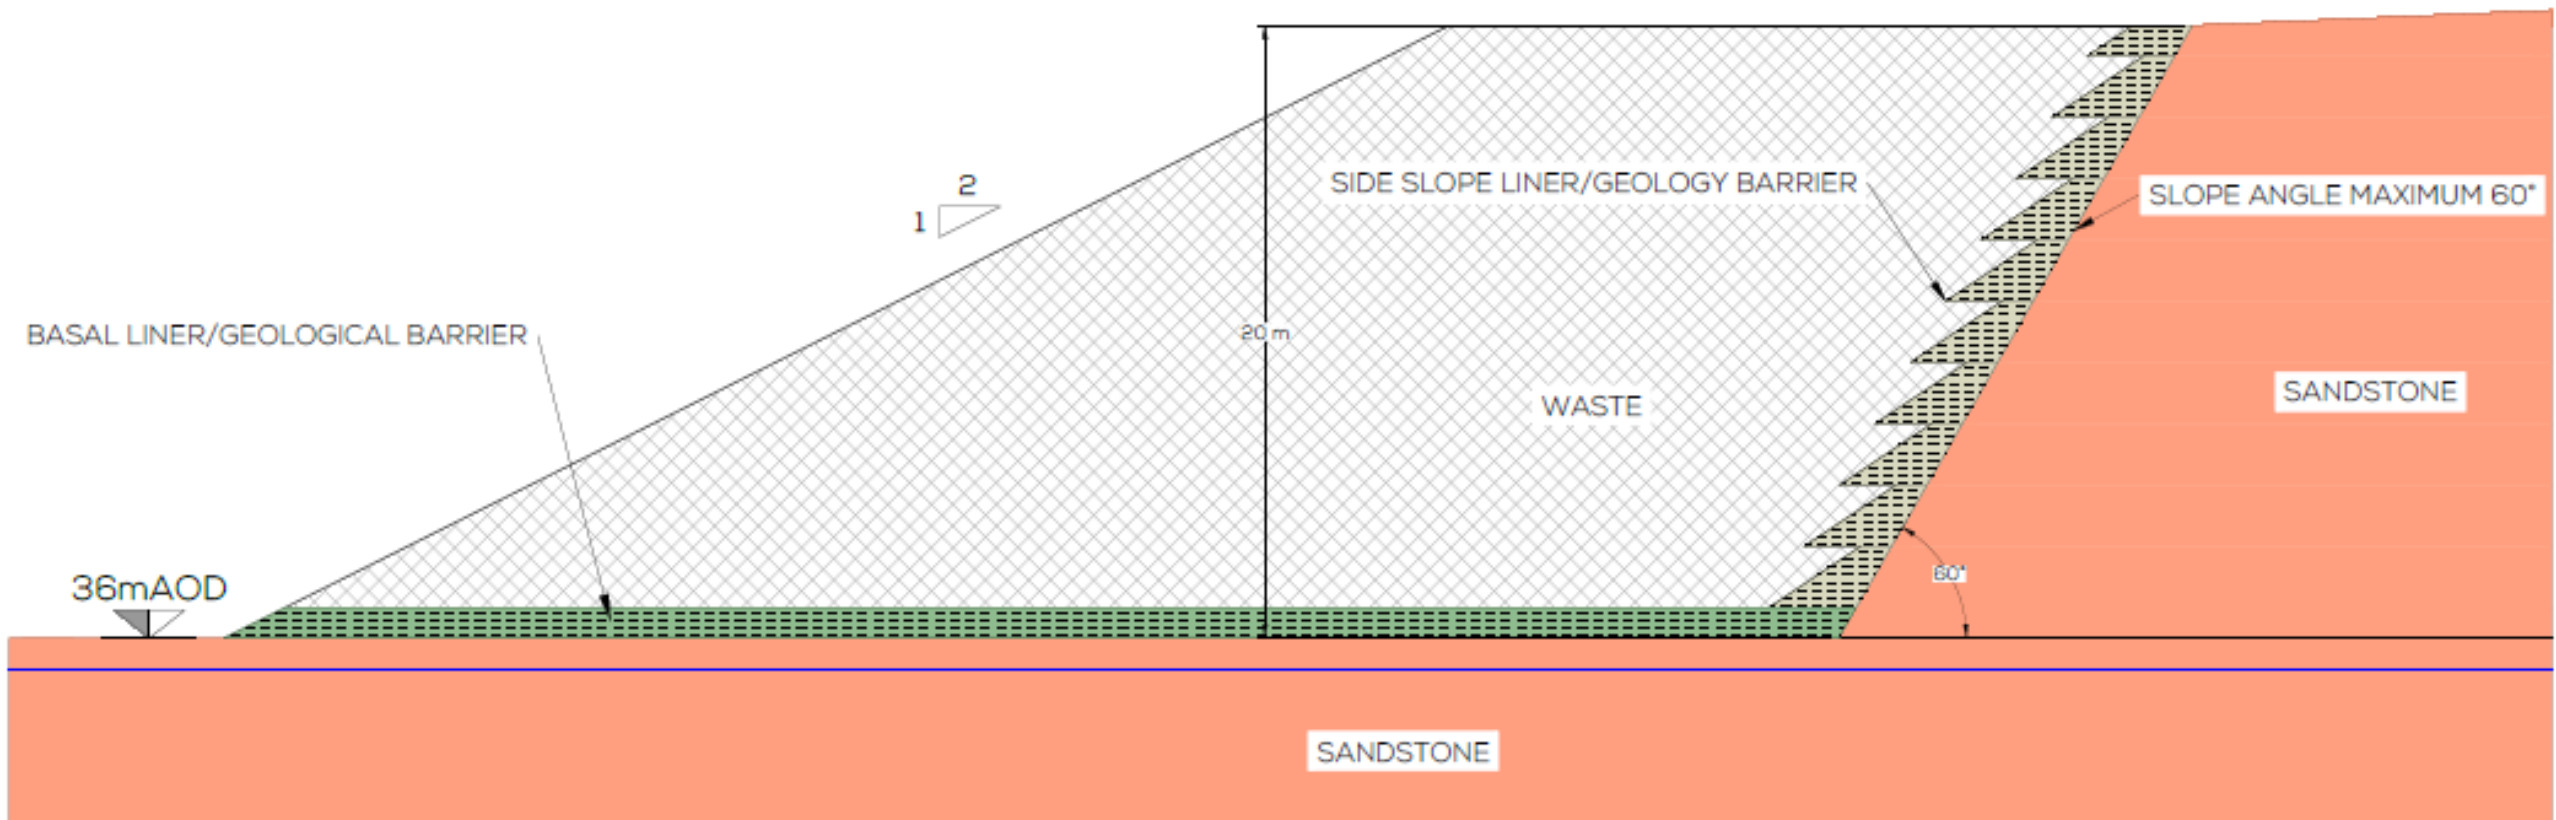 2
1
SIDE SLOPE LINER/GEOLOGY BARRIER
SLOPE ANGLE MAXIMUM 60°
BASAL LINER/GEOLOGICAL BARRIER
20 m
WASTE
SANDSTONE
36mAOD
60°
SANDSTONE